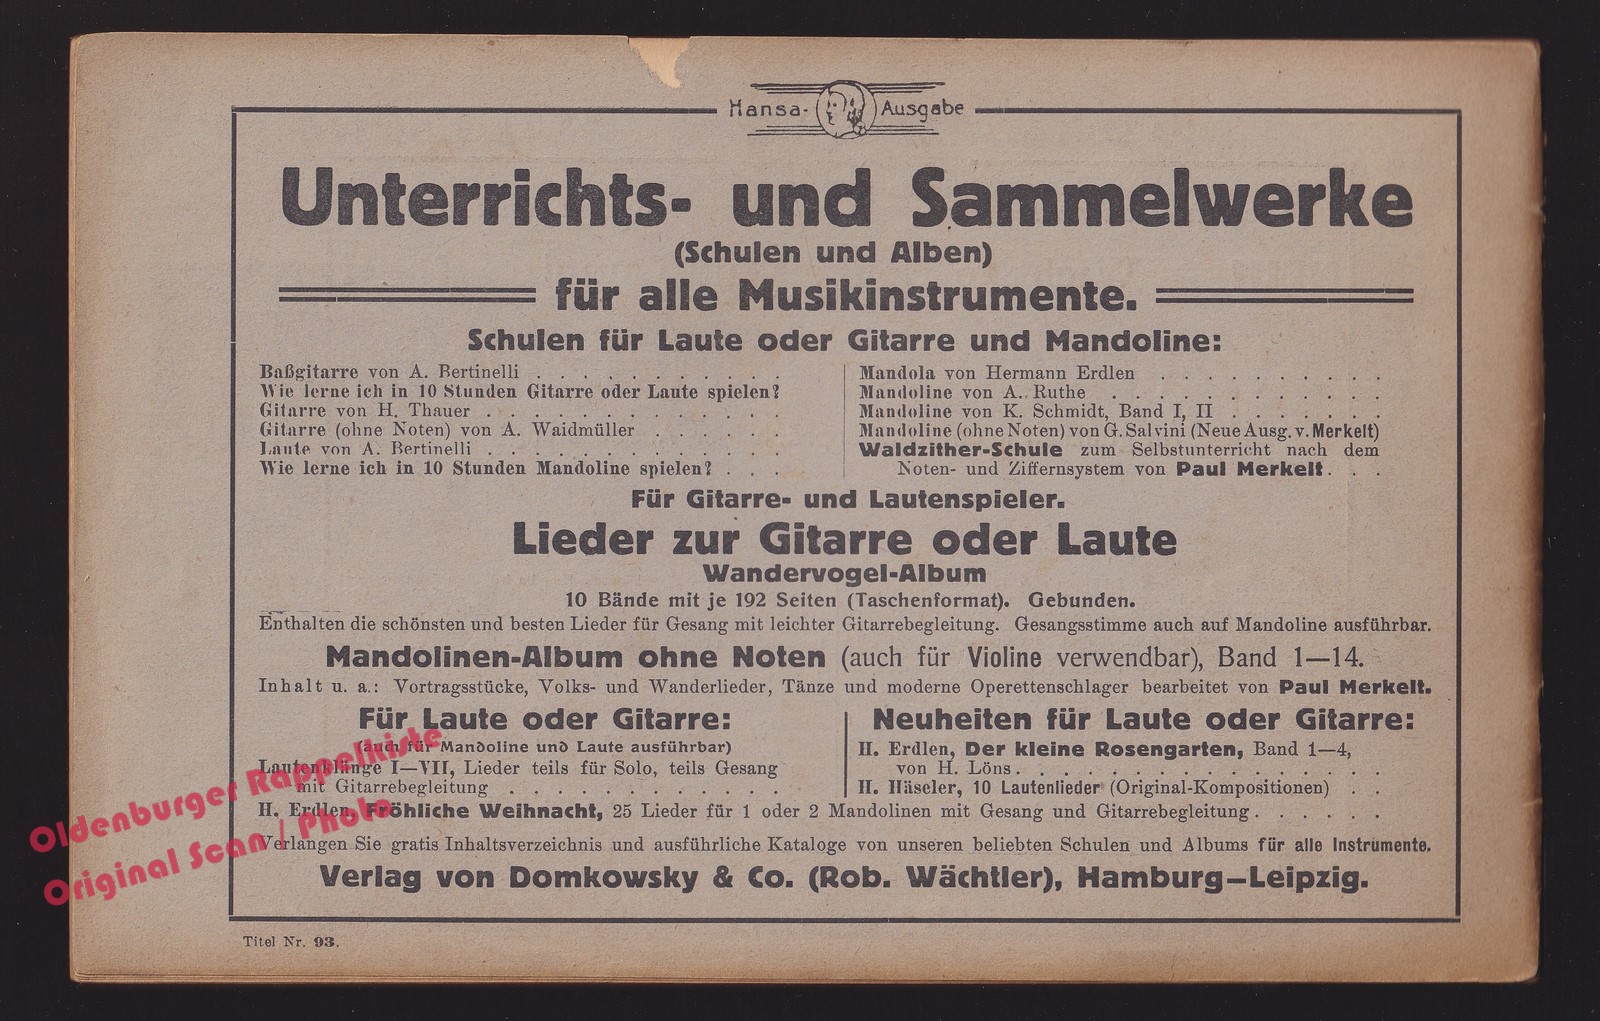 Hansa- Ausgabe
Unterrichts- und Sammelwerke
(Schulen und Alben)
für alle Musikinstrumente.
Schulen für Laute oder Gitarre und Mandoline:
Baßgitarre von A. Bertinelli . . . . . . . . . . .
Wie lerne ich in 10 Stunden Gitarre oder Laute spielen?
Gitarre von H. Thauer . . . . . . . . . . . . .
Gitarre (ohne Noten) von A. Waidmüller . . . . . .
Laute von A. Bertinelli . . . . . . . . . . . . .
Wie lerne ich in 10 Stunden Mandoline spielen? . . .
Mandola von Hermann Erdlen . . . . . . . . . .
Mandoline von A. Ruthe . . . . . . . . . . . .
Mandoline von K. Schmidt, Band I, II . . . . . . .
Mandoline (ohne Noten) von G. Salvini (Neue Ausg. v. Merkelt)
Waldzither-Schule zum Selbstunterricht nach dem
Noten- und Ziffernsystem von Paul Merkelt. . .
Für Gitarre- und Lautenspieler.
Lieder zur Gitarre oder Laute
Wandervogel-Album
10 Bände mit je 192 Seiten (Taschenformat). Gebunden.
Enthalten die schönsten und besten Lieder für Gesang mit leichter Gitarrebegleitung. Gesangsstimme auch auf Mandoline ausführbar.
Mandolinen-Album ohne Noten (auch für Violine verwendbar), Band 1—14.
Inhalt u. a.: Vortragsstücke, Volks- und Wanderlieder, Tänze und moderne Operettenschlager bearbeitet von Paul Merkelt.
Für Laute oder Gitarre:
(auch für Mandoline und Laute ausführbar)
Lautenklänge I—VII, Lieder teils für Solo, teils Gesang
mit Gitarrebegleitung . . . . . . . . . . . .
Neuheiten für Laute oder Gitarre:
H. Erdlen, Der kleine Rosengarten, Band 1—4,
von H. Löns. . . . . . . . . . . . . . . .
H. Häseler, 10 Lautenlieder (Original-Kompositionen) . .
H. Erdlen, Fröhliche Weihnacht, 25 Lieder für 1 oder 2 Mandolinen mit Gesang und Gitarrebegleitung. . . . . .
Verlangen Sie gratis Inhaltsverzeichnis und ausführliche Kataloge von unseren beliebten Schulen und Albums für alle Instrumente.
Verlag von Domkowsky & Co. (Rob. Wächtler), Hamburg—Leipzig.
Titel Nr. 93.
Oldenburger Rappelkiste
Original Scan / Photo